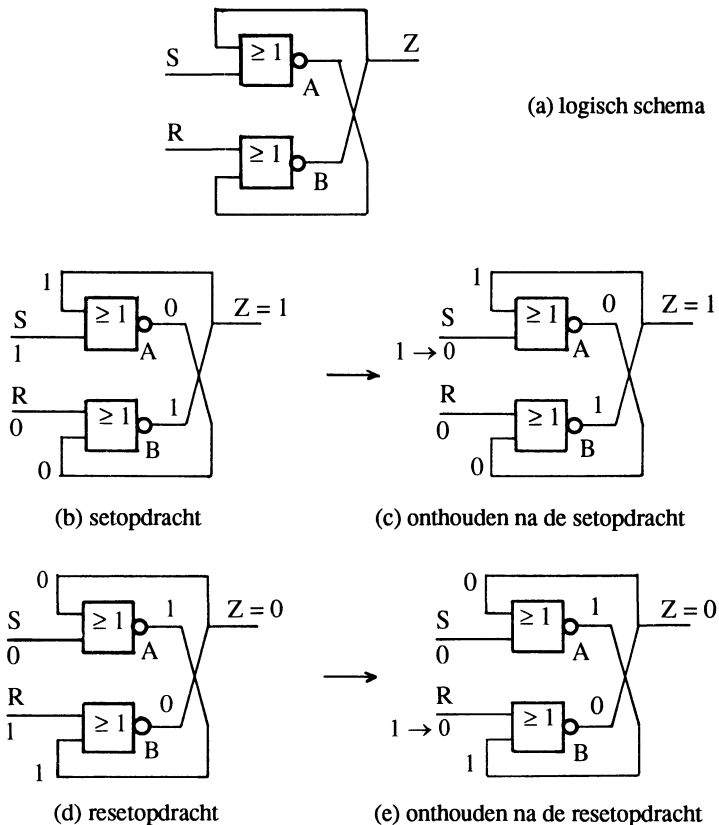 ≥ 1
Z
S
A
(a) logisch schema
R
≥ 1
B
1
≥ 1
0
Z = 1
S
1
A
R
0
≥ 1
1
B
0
1
≥ 1
0
Z = 1
S
1 → 0
A
R
0
≥ 1
1
B
0
(b) setopdracht
(c) onthouden na de setopdracht
0
≥ 1
1
Z = 0
S
0
A
R
1
≥ 1
0
B
1
0
≥ 1
1
Z = 0
S
0
A
R
1 → 0
≥ 1
0
B
1
(d) resetopdracht
(e) onthouden na de resetopdracht